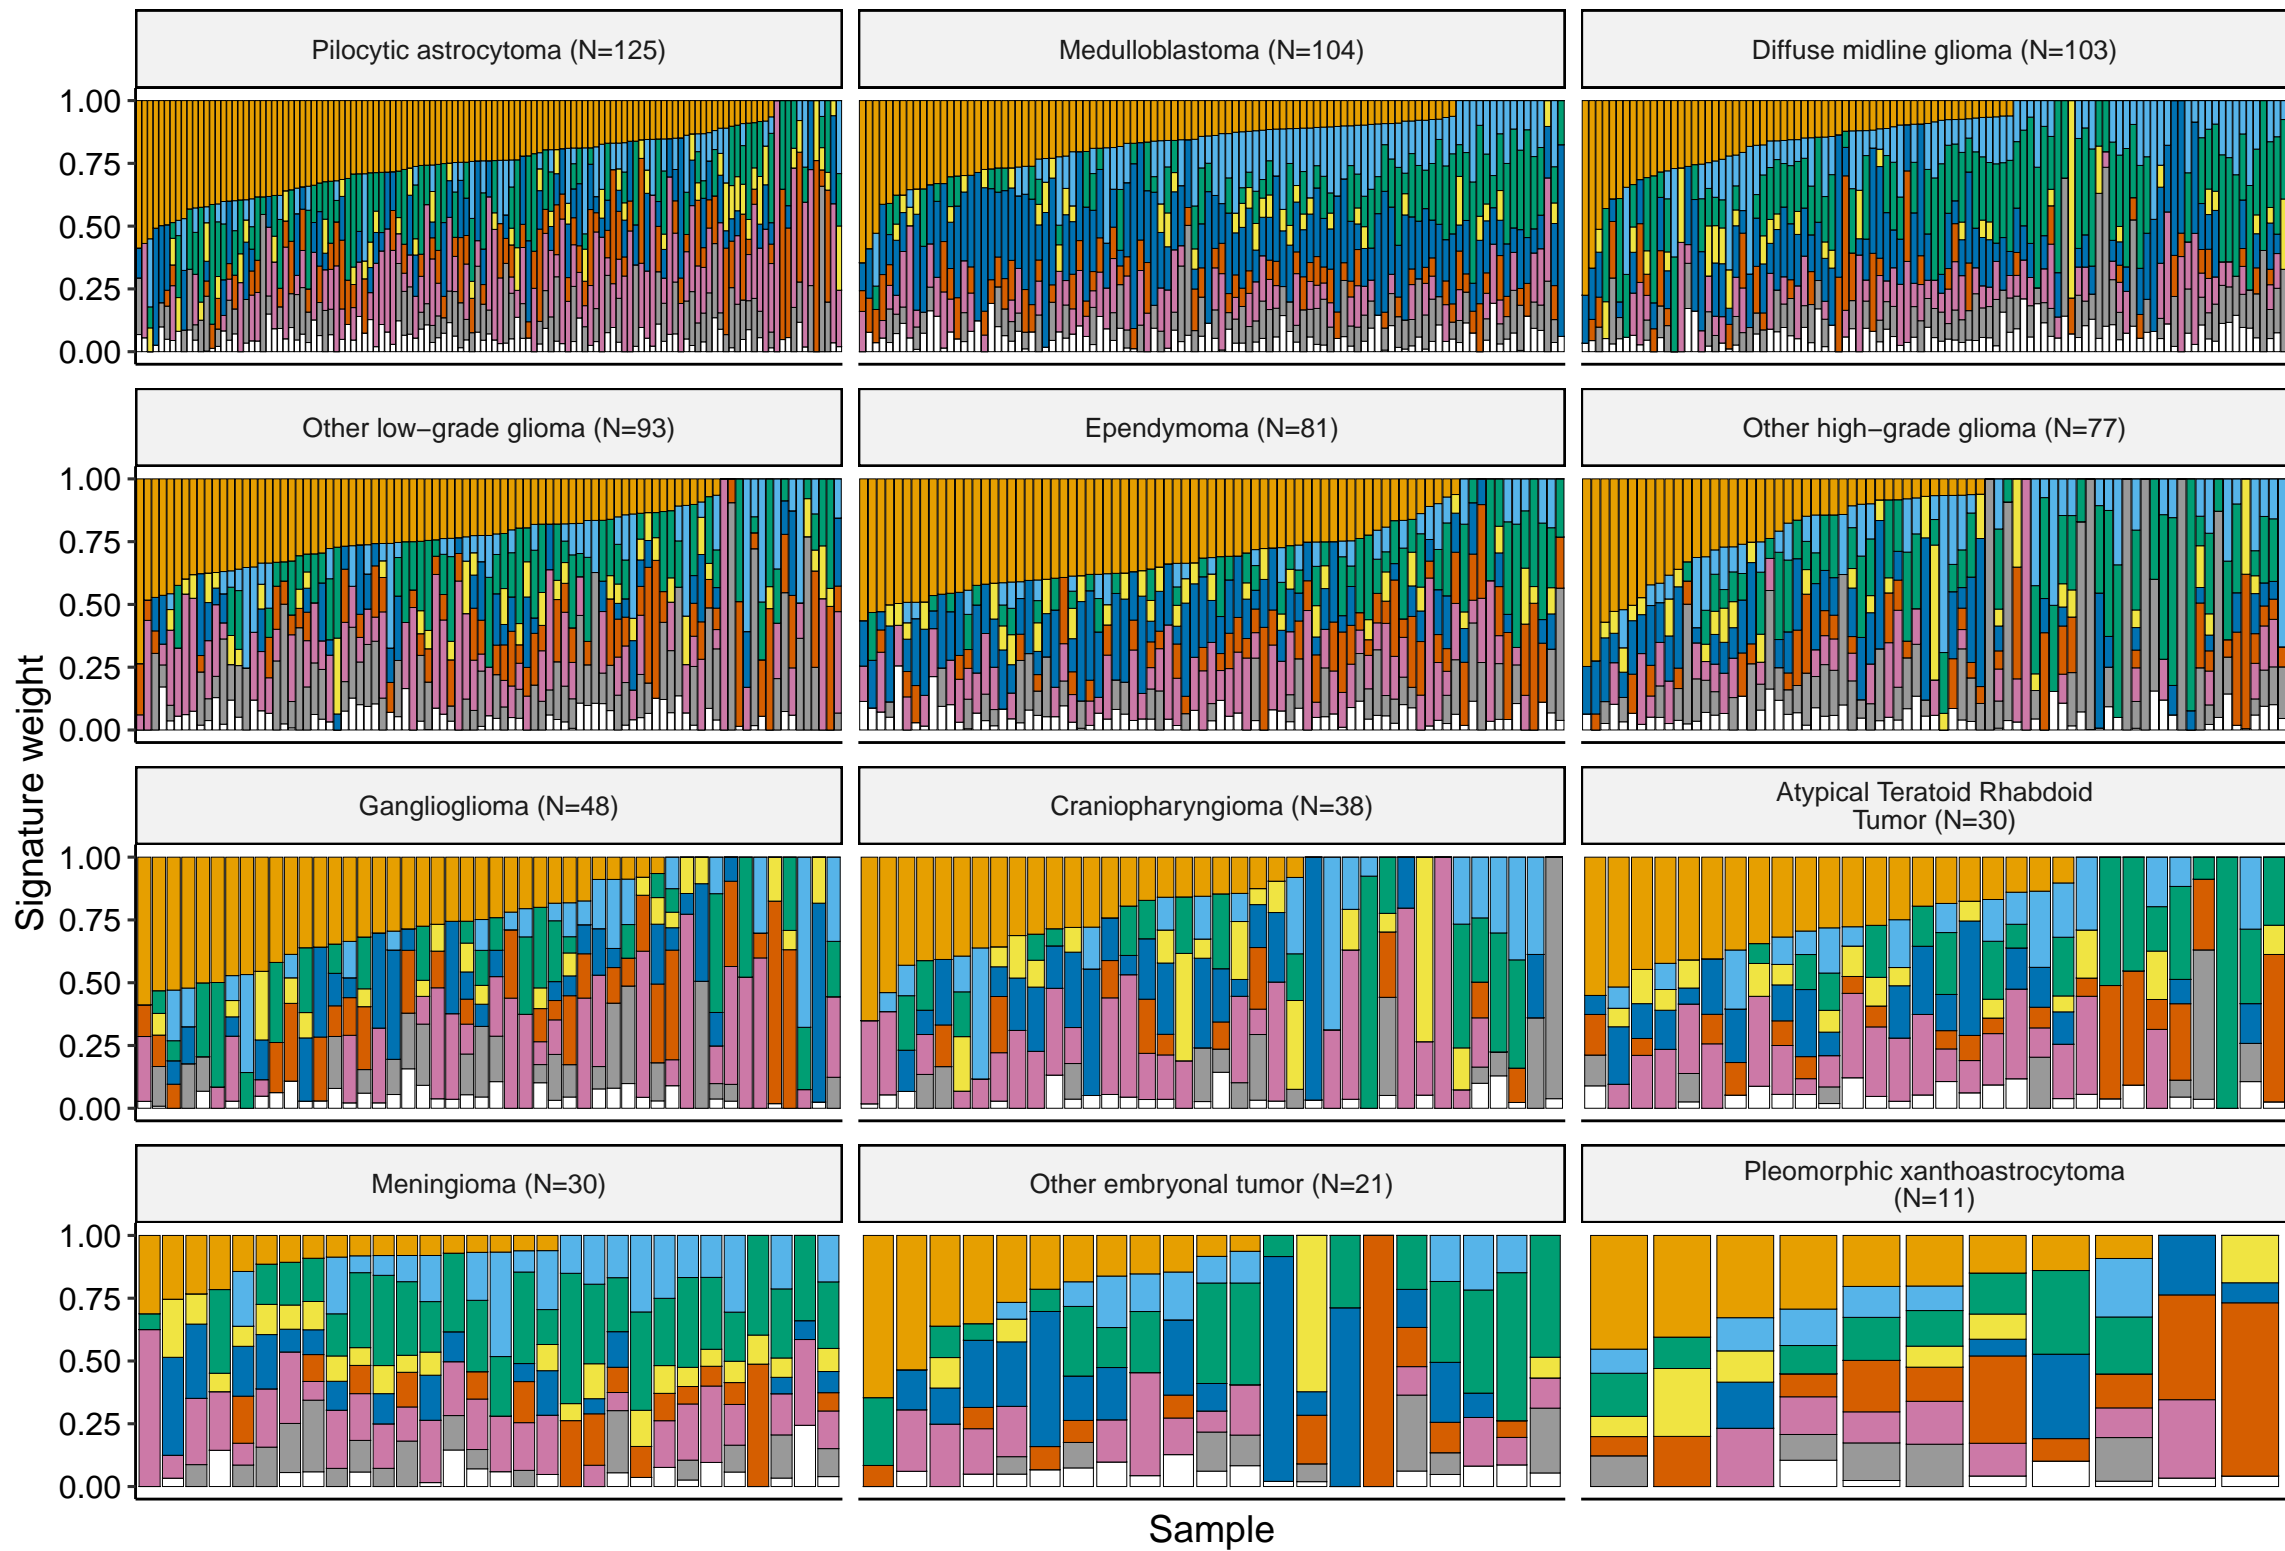 Pilocytic astrocytoma (N=125)
Medulloblastoma (N=104)
Diffuse midline glioma (N=103)
1.00
0.75
0.50
0.25
0.00
Other low−grade glioma (N=93)
Ependymoma (N=81)
Other high−grade glioma (N=77)
1.00
0.75
0.50
0.25
0.00
Signature weight
Ganglioglioma (N=48)
Craniopharyngioma (N=38)
Atypical Teratoid Rhabdoid
Tumor (N=30)
1.00
0.75
0.50
0.25
0.00
Meningioma (N=30)
Other embryonal tumor (N=21)
Pleomorphic xanthoastrocytoma
(N=11)
1.00
0.75
0.50
0.25
0.00
Sample